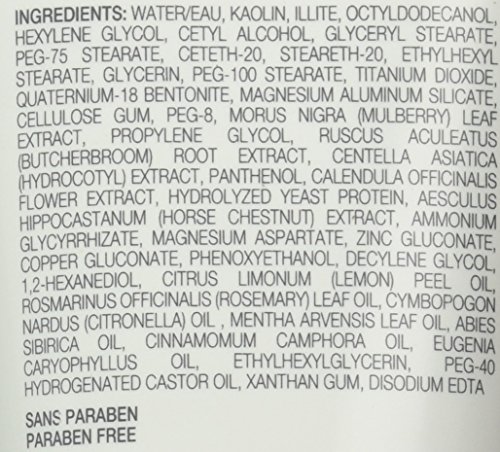 INGREDIENTS: WATER/EAU, KAOLIN, ILLITE, OCTYLDODECANOL,
HEXYLENE GLYCOL, CETYL ALCOHOL, GLYCERYL STEARATE,
PEG-75 STEARATE, CETETH-20, STEARETH-20, ETHYLHEXYL
STEARATE, GLYCERIN, PEG-100 STEARATE, TITANIUM DIOXIDE,
QUATERNIUM-18 BENTONITE, MAGNESIUM ALUMINUM SILICATE,
CELLULOSE GUM, PEG-8, MORUS NIGRA (MULBERRY) LEAF
EXTRACT, PROPYLENE GLYCOL, RUSCUS ACULEATUS
(BUTCHERBROOM) ROOT EXTRACT, CENTELLA ASIATICA
(HYDROCOTYL) EXTRACT, PANTHENOL, CALENDULA OFFICINALIS
FLOWER EXTRACT, HYDROLYZED YEAST PROTEIN, AESCULUS
HIPPOCASTANUM (HORSE CHESTNUT) EXTRACT, AMMONIUM
GLYCYRRHIZATE, MAGNESIUM ASPARTATE, ZINC GLUCONATE,
COPPER GLUCONATE, PHENOXYETHANOL, DECYLENE GLYCOL,
1,2-HEXANEDIOL, CITRUS LIMONUM (LEMON) PEEL OIL,
ROSMARINUS OFFICINALIS (ROSEMARY) LEAF OIL, CYMBOPOGON
NARDUS (CITRONELLA) OIL , MENTHA ARVENSIS LEAF OIL, ABIES
SIBIRICA OIL, CINNAMOMUM CAMPHORA OIL, EUGENIA
CARYOPHYLLUS OIL, ETHYLHEXYLGLYCERIN, PEG-40
HYDROGENATED CASTOR OIL, XANTHAN GUM, DISODIUM EDTA
SANS PARABEN
PARABEN FREE